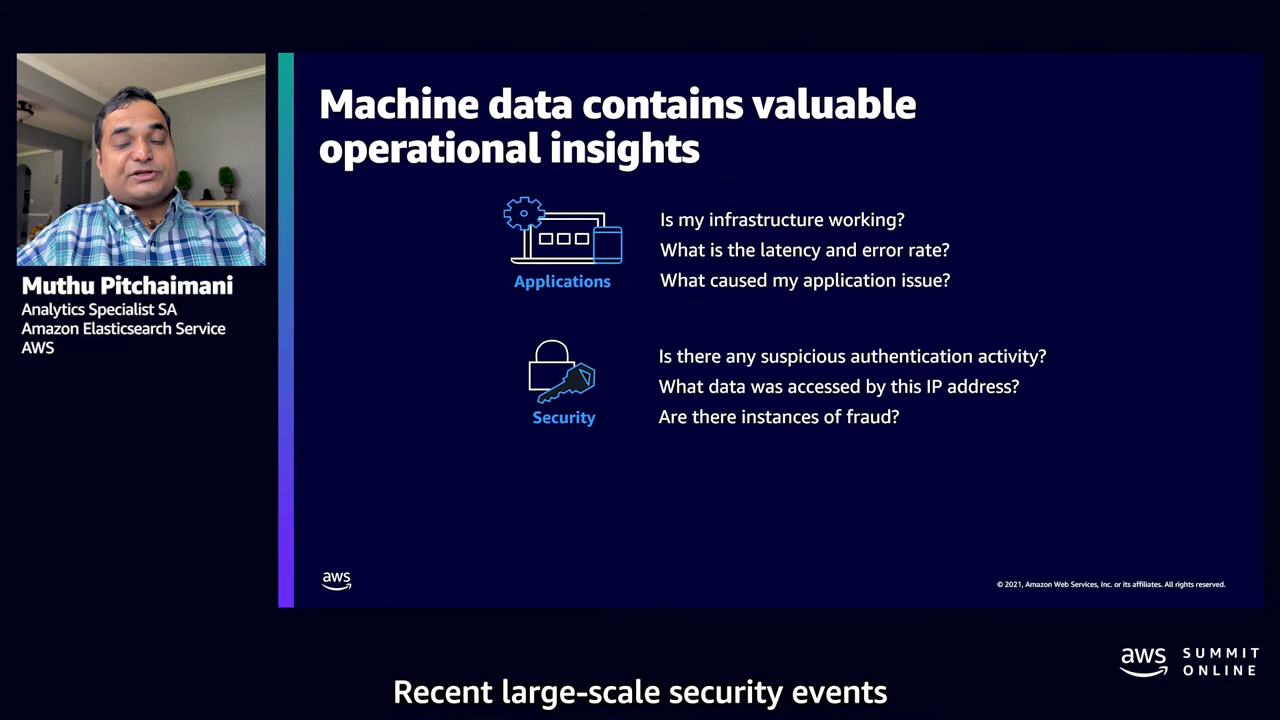 Machine data contains valuable
operational insights
Is my infrastructure working?
What is the latency and error rate?
What caused my application issue?
Applications
Is there any suspicious authentication activity?
What data was accessed by this IP address?
Are there instances of fraud?
Security
Muthu Pitchaimani
Analytics Specialist SA
Amazon Elasticsearch Service
AWS
aws
© 2021, Amazon Web Services, Inc. or its affiliates. All rights reserved.
aws SUMMIT
ONLINE
Recent large-scale security events